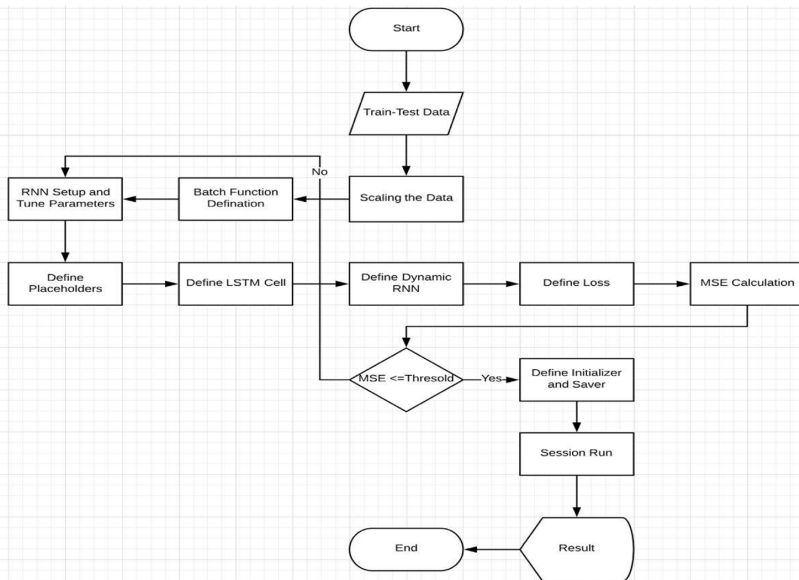 Start
Train-Test Data
No
RNN Setup and
Tune Parameters
Batch Function
Defination
Scaling the Data
Define
Placeholders
Define LSTM Cell
Define Dynamic
RNN
Define Loss
MSE Calculation
MSE <=Thresold
Yes
Define Initializer
and Saver
Session Run
End
Result